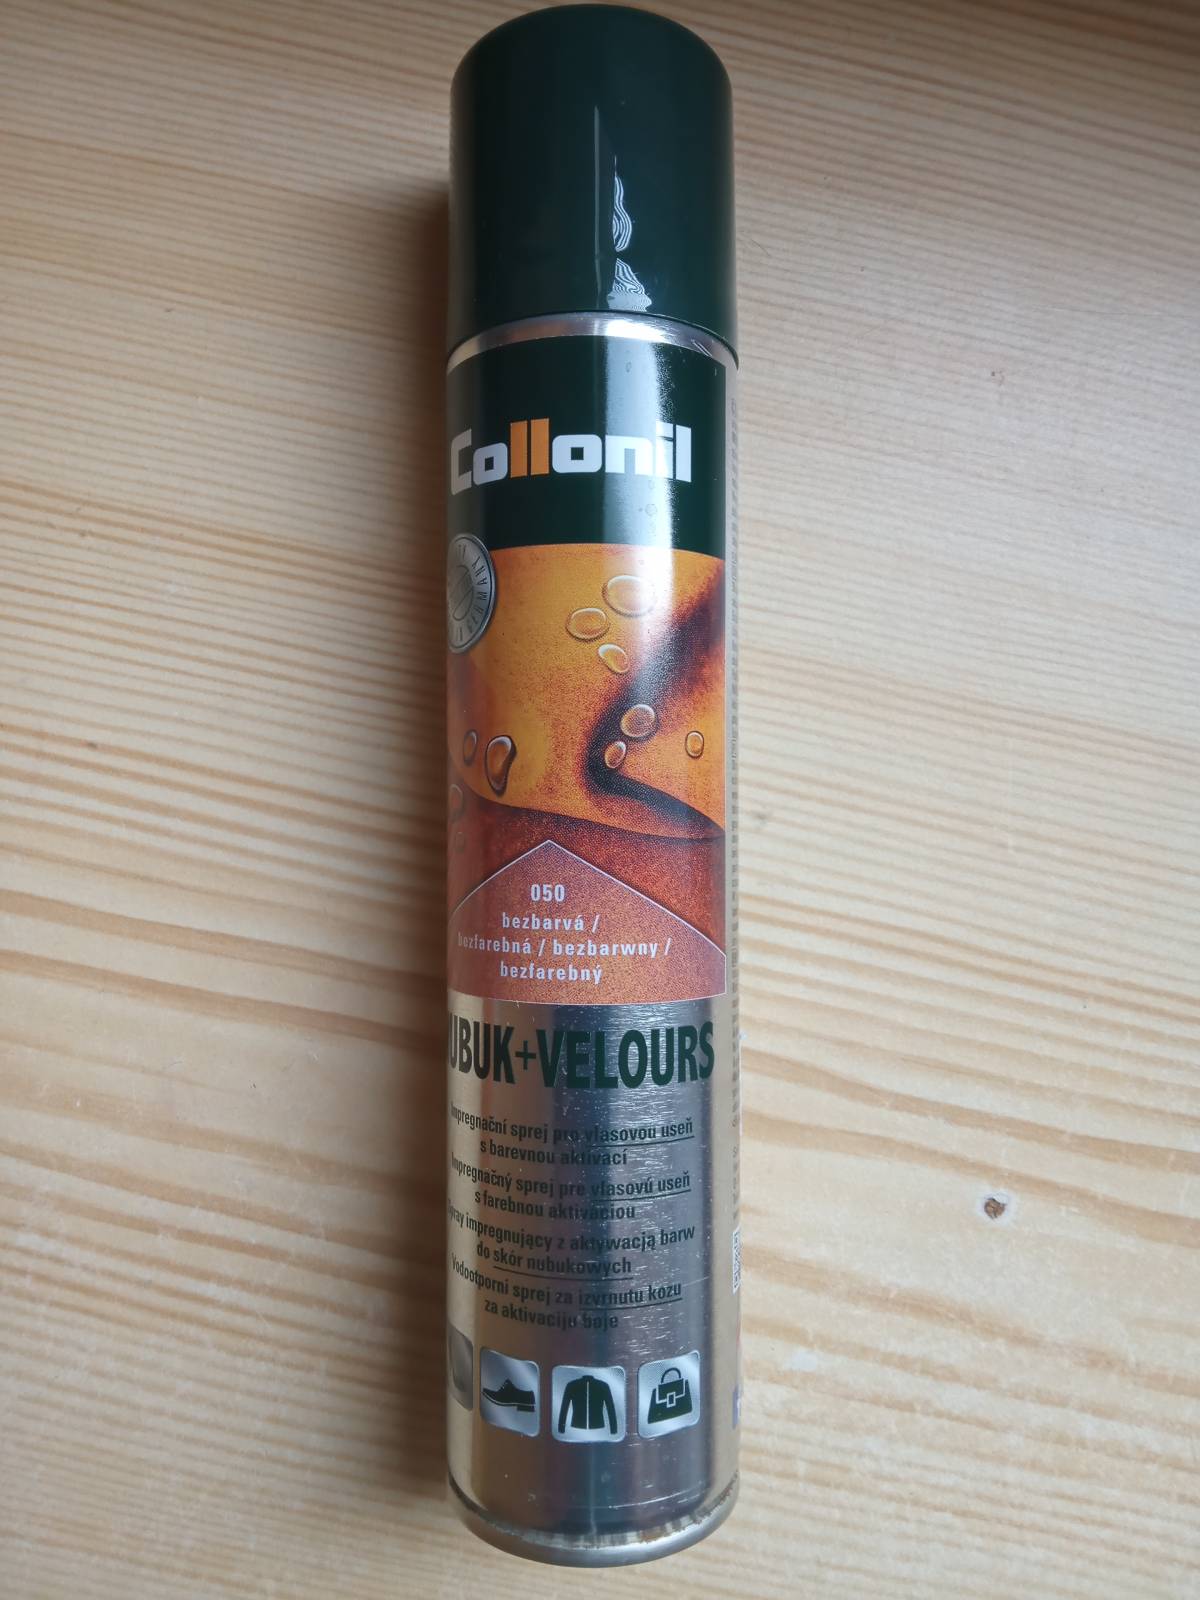 Collonil
050
bezbarvá /
bezfarebná / bezbarwny /
bezfarebný
UBUK+VELOURS
Impregnační sprej pro vlasovou useň
s barevnou aktivací
Impregnačný sprej pre vlasovú useň
s farebnou aktiváciou
Spray impregnujący z aktywacją barw
do skór nubukowych
Vodootporni sprej za izvrnutu kozu
za aktivaciju boje